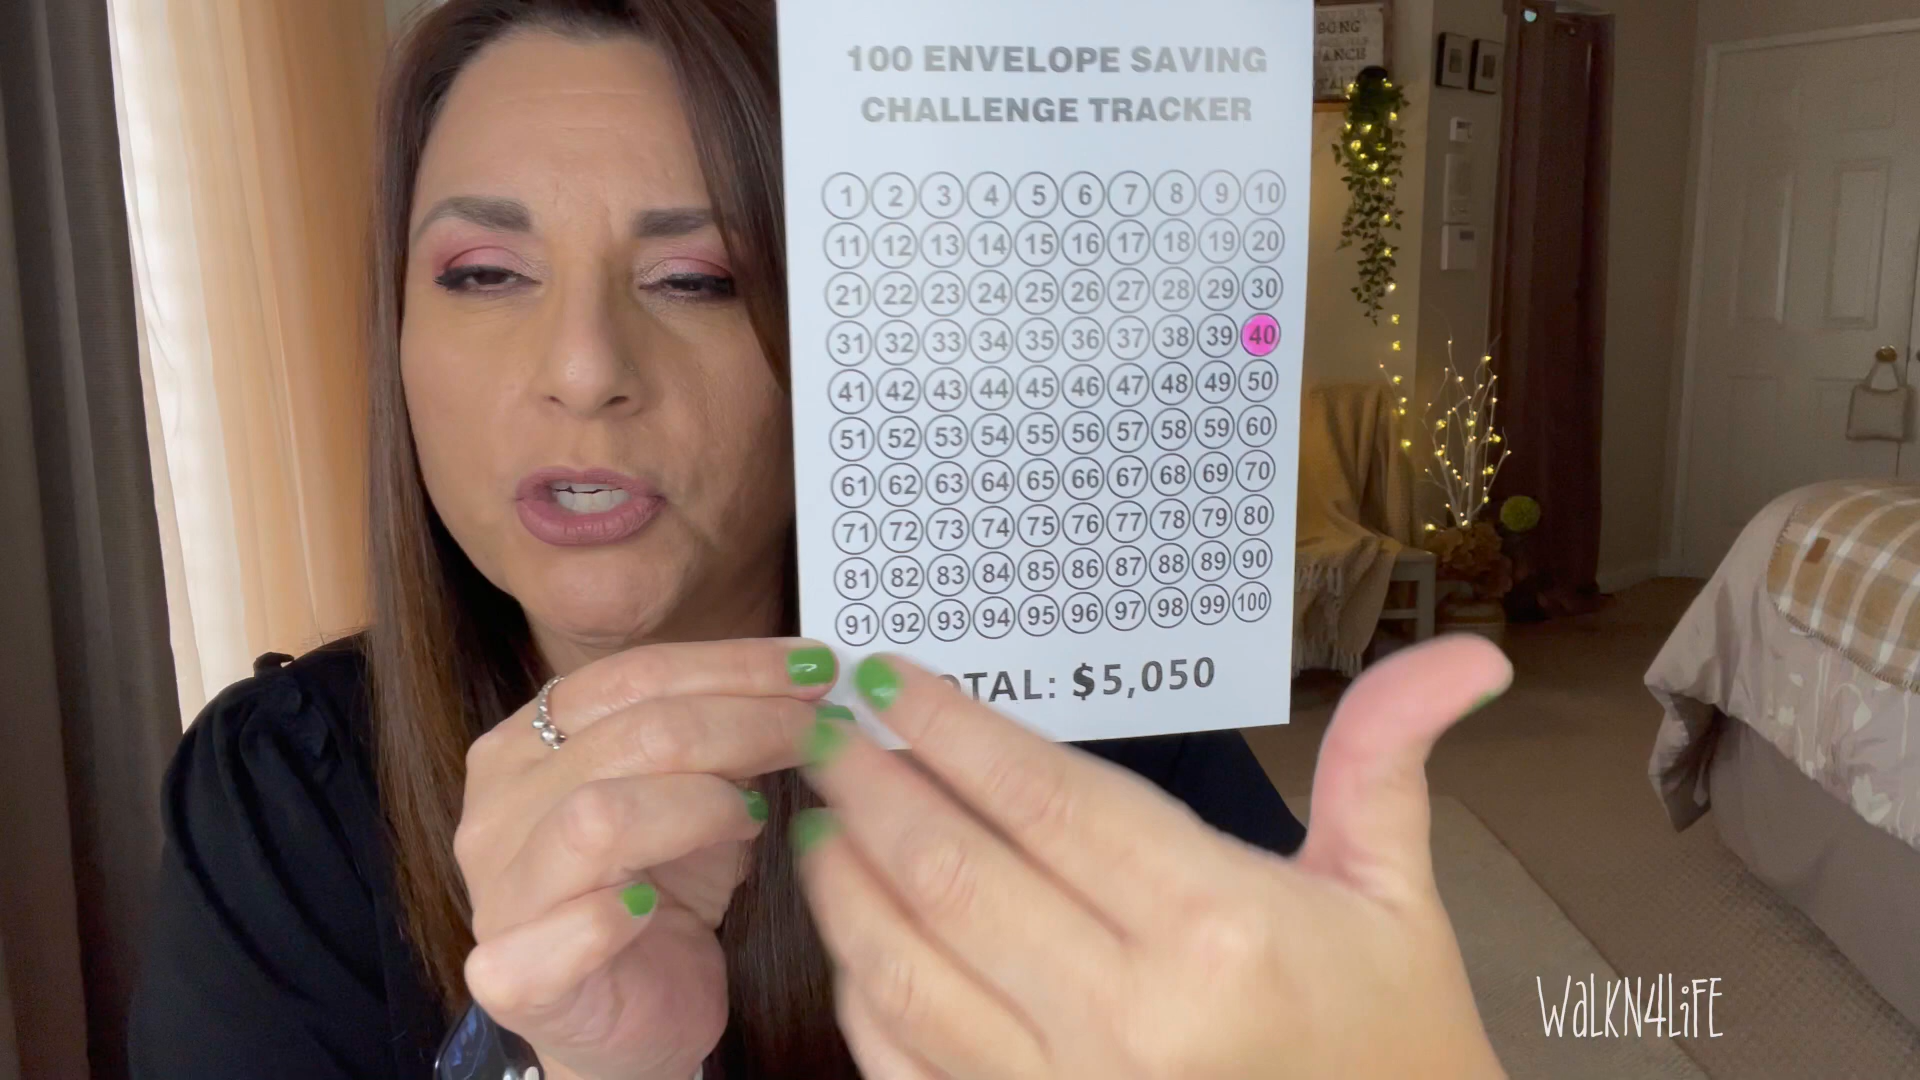 100 ENVELOPE SAVING
CHALLENGE TRACKER
1 2 3 4 5 6 7 8 9 10
11 12 13 14 15 16 17 18 19 20
21 22 23 24 25 26 27 28 29 30
31 32 33 34 35 36 37 38 39 40
41 42 43 44 45 46 47 48 49 50
51 52 53 54 55 56 57 58 59 60
61 62 63 64 65 66 67 68 69 70
71 72 73 74 75 76 77 78 79 80
81 82 83 84 85 86 87 88 89 90
91 92 93 94 95 96 97 98 99 100
OTAL: $5,050
WaLKN4LiFE